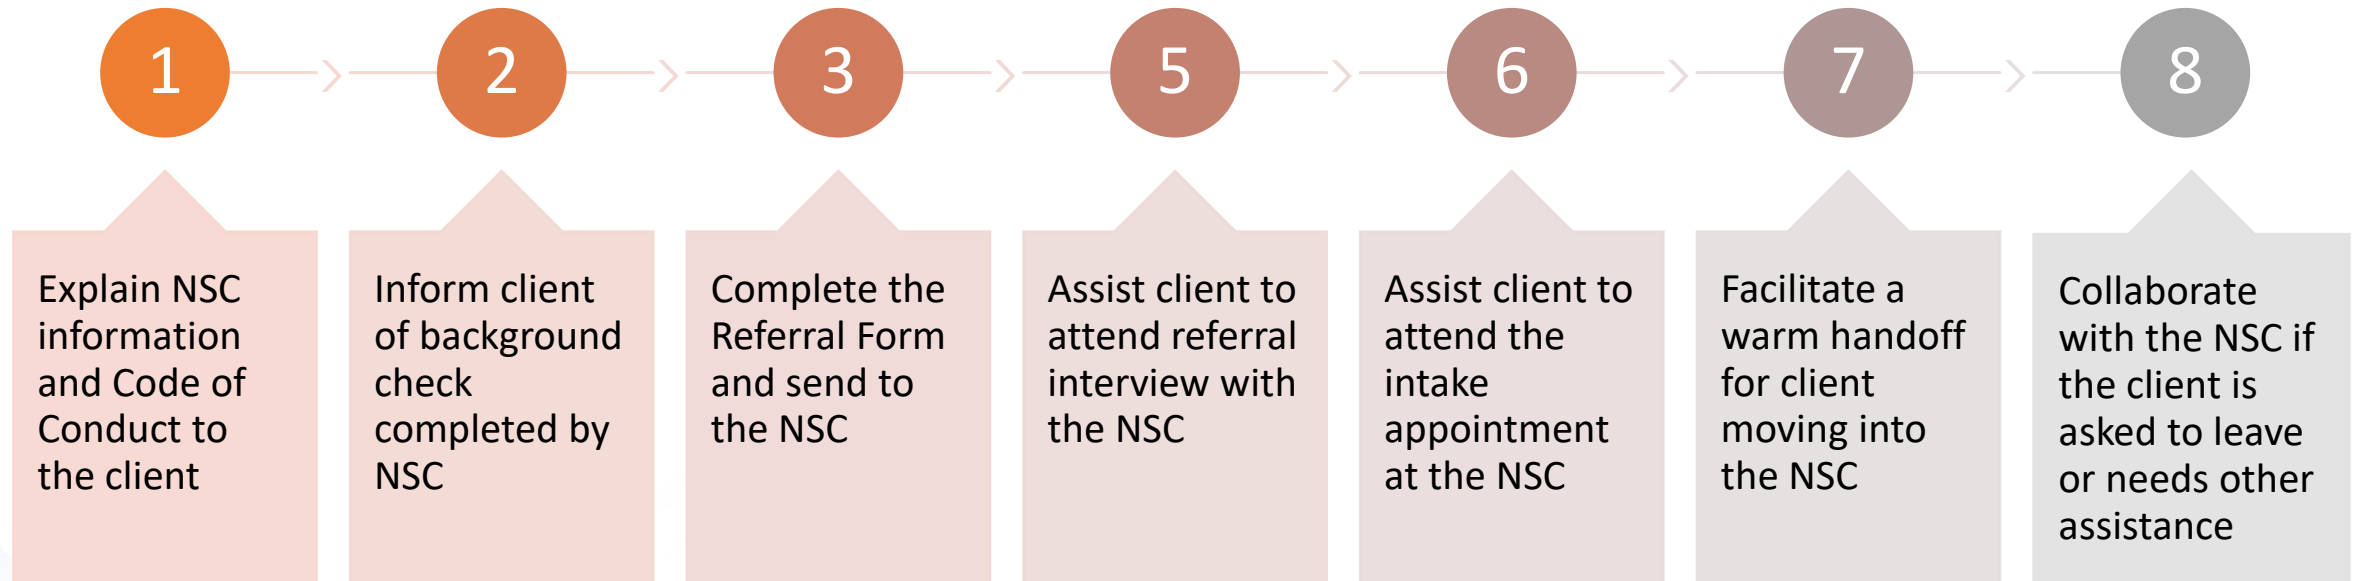 1
2
3
5
6
7
8
Explain NSC
information
and Code of
Conduct to
the client
Inform client
of background
check
completed by
NSC
Complete the
Referral Form
and send to
the NSC
Assist client to
attend referral
interview with
the NSC
Assist client to
attend the
intake
appointment
at the NSC
Facilitate a
warm handoff
for client
moving into
the NSC
Collaborate
with the NSC if
the client is
asked to leave
or needs other
assistance